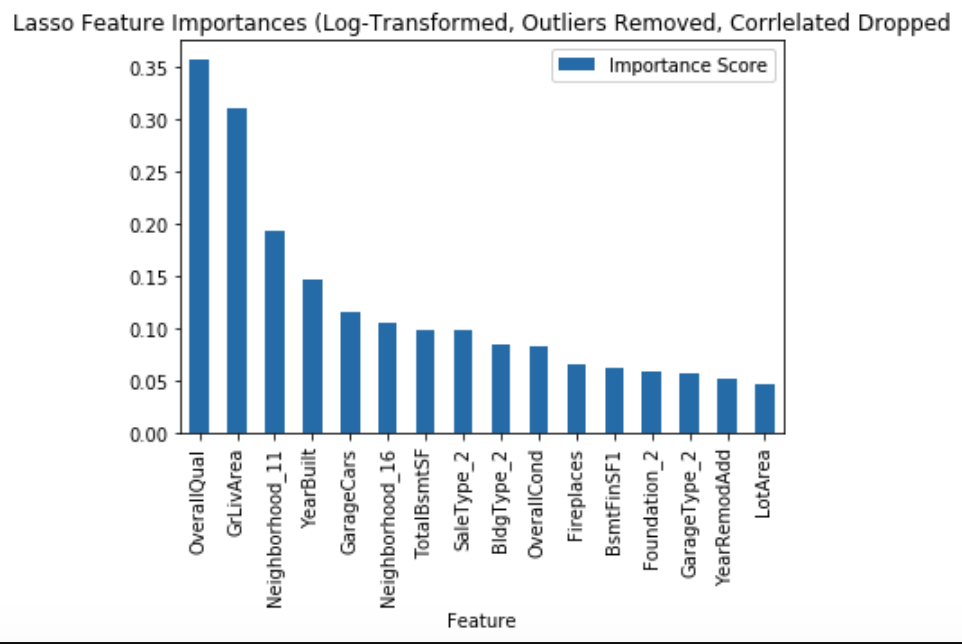 Lasso Feature Importances (Log-Transformed, Outliers Removed, Corrlelated Dropped
Importance Score
0.35
0.30
0.25
0.20
0.15
0.10
0.05
0.00
OverallQual
GrLivArea
Neighborhood_11
YearBuilt
GarageCars
Neighborhood_16
TotalBsmtSF
SaleType_2
BldgType_2
OverallCond
Fireplaces
BsmtFinSF1
Foundation_2
GarageType_2
YearRemodAdd
LotArea
Feature